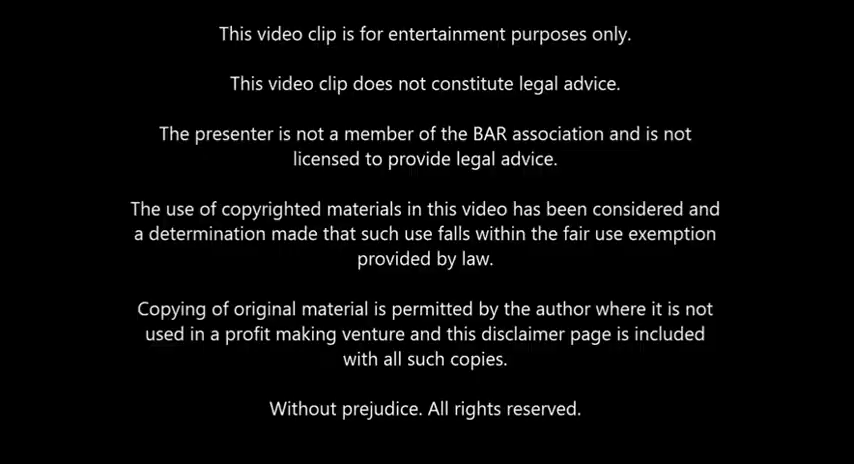 This video clip is for entertainment purposes only.
This video clip does not constitute legal advice.
The presenter is not a member of the BAR association and is not
licensed to provide legal advice.
The use of copyrighted materials in this video has been considered and
a determination made that such use falls within the fair use exemption
provided by law.
Copying of original material is permitted by the author where it is not
used in a profit making venture and this disclaimer page is included
with all such copies.
Without prejudice. All rights reserved.